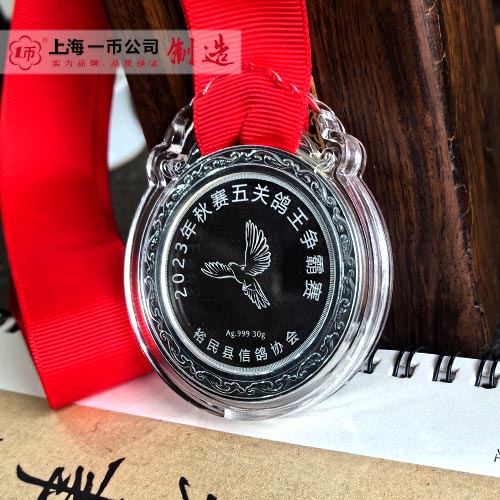 1币
上海一币公司
实力品牌，品质保证
制造
2023年秋赛五关鸽王争霸赛
Ag.999 30g
裕民县信鸽协会